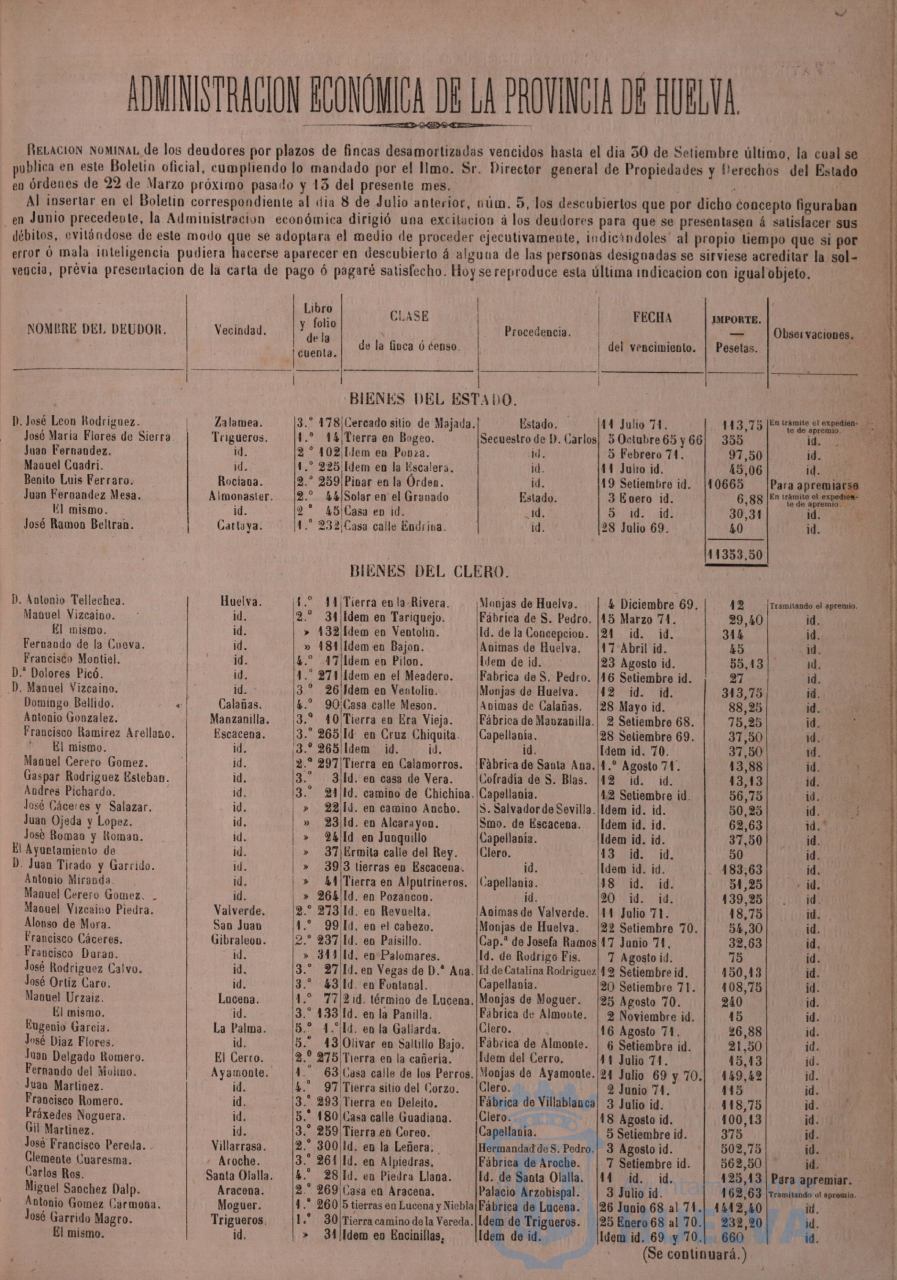 ADMINISTRACION ECONÓMICA DE LA PROVINCIA DE HUELVA.
RELACION NOMINAL de los deudores por plazos de fincas desamortizadas vencidos hasta el dia 30 de Setiembre último, la cual se
publica en este Boletin oficial, cumpliendo lo mandado por el Ilmo. Sr. Director general de Propiedades y Derechos del Estado
en órdenes de 22 de Marzo próximo pasado y 13 del presente mes.
Al insertar en el Boletin correspondiente al dia 8 de Julio anterior, núm. 5, los descubiertos que por dicho concepto figuraban
en Junio precedente, la Administracion económica dirigió una excitacion á los deudores para que se presentasen á satisfacer sus
débitos, evitándose de este modo que se adoptara el medio de proceder ejecutivamente, indicándoles al propio tiempo que si por
error ó mala inteligencia pudiera hacerse aparecer en descubierto á alguna de las personas designadas se sirviese acreditar la sol-
vencia, prévia presentacion de la carta de pago ó pagaré satisfecho. Hoy se reproduce esta última indicacion con igual objeto.
NOMBRE DEL DEUDOR. Vecindad. Libro y folio de la cuenta. CLASE de la finca ó censo. Procedencia. FECHA del vencimiento. IMPORTE. — Pesetas. Observaciones.
BIENES DEL ESTADO.
D. José Leon Rodriguez. Zalamea. 3.° 178 Cercado sitio de Majada. Estado. 11 Julio 71. 113,75 En trámite el expediente de apremio.
José Maria Flores de Sierra Trigueros. 1.° 14 Tierra en Bogeo. Secuestro de D. Carlos 5 Octubre 65 y 66 355 id.
Juan Fernandez. id. 2° 102 Idem en Ponza. id. 5 Febrero 71. 97,50 id.
Manuel Cuadri. id. 1.° 225 Idem en la Escalera. id. 11 Junio id. 45,06 id.
Benito Luis Ferraro. Rociana. 2.° 259 Pinar en la Órden. id. 19 Setiembre id. 10665 Para apremiarse
Juan Fernandez Mesa. Almonaster. 2.° 44 Solar en el Granado Estado. 3 Enero id. 6,88 En trámite el expediente de apremio.
El mismo. id. 2° 45 Casa en id. id. 5 id. id. 30,31 id.
José Ramon Beltran. Cartaya. 1.° 232 Casa calle Endrina. id. 28 Julio 69. 40 id.
11353,50
BIENES DEL CLERO.
D. Antonio Tellechea. Huelva. 1.° 11 Tierra en la Rivera. Monjas de Huelva. 4 Diciembre 69. 12 Tramitando el apremio.
Manuel Vizcaino. id. 2.° 31 Idem en Tariquejo. Fábrica de S. Pedro. 15 Marzo 71. 29,40 id.
El mismo. id. » 132 Idem en Ventolin. Id. de la Concepcion. 21 id. id. 314 id.
Fernando de la Cueva. id. » 181 Idem en Bajon. Animas de Huelva. 17 Abril id. 45 id.
Francisco Montiel. id. 4.° 17 Idem en Pilon. Idem de id. 23 Agosto id. 55,13 id.
D.ª Dolores Picó. id. 1.° 271 Idem en el Meadero. Fabrica de S. Pedro. 16 Setiembre id. 27 id.
D. Manuel Vizcaino. id. 3.° 26 Idem en Ventolin. Monjas de Huelva. 12 id. id. 313,75 id.
Domingo Bellido. Calañas. 4.° 90 Casa calle Meson. Animas de Calañas. 28 Mayo id. 88,25 id.
Antonio Gonzalez. Manzanilla. 3.° 10 Tierra en Era Vieja. Fábrica de Manzanilla. 2 Setiembre 68. 75,25 id.
Francisco Ramirez Arellano. Escacena. 3.° 265 Id en Cruz Chiquita. Capellania. 28 Setiembre 69. 37,50 id.
El mismo. id. 3.° 265 Idem id. id. id. Idem id. 70. 37,50 id.
Manuel Cerero Gomez. id. 2.° 297 Tierra en Calamorros. Fábrica de Santa Ana. 1.° Agosto 71. 13,88 id.
Gaspar Rodriguez Esteban. id. 3.° 3 Id. en casa de Vera. Cofradia de S. Blas. 12 id. id. 13,13 id.
Andres Pichardo. id. 3.° 21 Id. camino de Chichina. Capellania. 12 Setiembre id. 56,75 id.
José Cáceres y Salazar. id. » 22 Id. en camino Ancho. S. Salvador de Sevilla. Idem id. id. 50,25 id.
Juan Ojeda y Lopez. id. » 23 Id. en Alcarayon. Smo. de Escacena. Idem id. id. 62,63 id.
José Roman y Roman. id. » 24 Id en Junquillo Capellania. Idem id. id. 37,50 id.
El Ayuntamiento de id. » 37 Ermita calle del Rey. Clero. 13 id. id. 50 id.
D. Juan Tirado y Garrido. id. » 39 3 tierras en Escacena. id. Idem id. id. 183,63 id.
Antonio Miranda. id. » 41 Tierra en Alputrineros. Capellania. 18 id. id. 51,25 id.
Manuel Cerero Gomez. id. » 264 Id. en Pozancon. id. 20 id. id. 139,25 id.
Manuel Vizcaino Piedra. Valverde. 2.° 273 Id. en Revuelta. Animas de Valverde. 11 Julio 71. 18,75 id.
Alonso de Mora. San Juan 1.° 99 Id. en el cabezo. Monjas de Huelva. 22 Setiembre 70. 54,30 id.
Francisco Cáceres. Gibraleon. 2.° 237 Id. en Paisillo. Cap.ª de Josefa Ramos 17 Junio 71. 32,63 id.
Francisco Duran. id. » 311 Id. en Palomares. Id. de Rodrigo Fis. 7 Agosto id. 75 id.
José Rodriguez Calvo. id. 3.° 27 Id. en Vegas de D.ª Ana. Id de Catalina Rodriguez 12 Setiembre id. 150,13 id.
José Ortiz Caro. id. 3.° 43 Id. en Fontanal. Capellania. 20 Setiembre 71. 108,75 id.
Manuel Urzaiz. Lucena. 1.° 77 2 id. término de Lucena. Monjas de Moguer. 25 Agosto 70. 240 id.
El mismo. id. 3.° 133 Id. en la Panilla. Fábrica de Almonte. 2 Noviembre id. 15 id.
Eugenio Garcia. La Palma. 5.° 1.° Id. en la Gallarda. Clero. 16 Agosto 71. 26,88 id.
José Diaz Flores. id. 5.° 13 Olivar en Saltillo Bajo. Fábrica de Almonte. 6 Setiembre id. 21,50 id.
Juan Delgado Romero. El Cerro. 2.° 275 Tierra en la cañeria. Idem del Cerro. 11 Julio 71. 15,13 id.
Fernando del Molino. Ayamonte. 1.° 63 Casa calle de los Perros. Monjas de Ayamonte. 21 Julio 69 y 70. 149,42 id.
Juan Martinez. id. 4.° 97 Tierra sitio del Corzo. Clero. 2 Junio 71. 115 id.
Francisco Romero. id. 3.° 293 Tierra en Deleito. Fábrica de Villablanca 3 Julio id. 118,75 id.
Práxedes Noguera. id. 5.° 180 Casa calle Guadiana. Clero. 18 Agosto id. 100,13 id.
Gil Martinez. id. 3.° 259 Tierra en Coreo. Capellania. 5 Setiembre id. 375 id.
José Francisco Pereda. Villarrasa. 2.° 300 Id. en la Leñera. Hermandad de S. Pedro. 3 Agosto id. 502,75 id.
Clemente Cuaresma. Aroche. 3.° 261 Id. en Alpiedras. Fábrica de Aroche. 7 Setiembre id. 562,50 id.
Carlos Ros. Santa Olalla. 4.° 28 Id. en Piedra Llana. Id. de Santa Olalla. 11 id. id. 125,13 Para apremiar.
Miguel Sanchez Dalp. Aracena. 2.° 269 Casa en Aracena. Palacio Arzobispal. 3 Julio id. 162,63 Tramitando el apremio.
Antonio Gomez Carmona. Moguer. 1.° 260 5 tierras en Lucena y Niebla Fábrica de Lucena. 26 Junio 68 al 71. 1412,40 id.
José Garrido Magro. Trigueros. 1.° 30 Tierra camino de la Vereda. Idem de Trigueros. 25 Enero 68 al 70. 232,20 id.
El mismo. id. » 31 Idem en Encinillas. Idem de id. Idem id. 69 y 70. 660 id.
(Se continuará.)